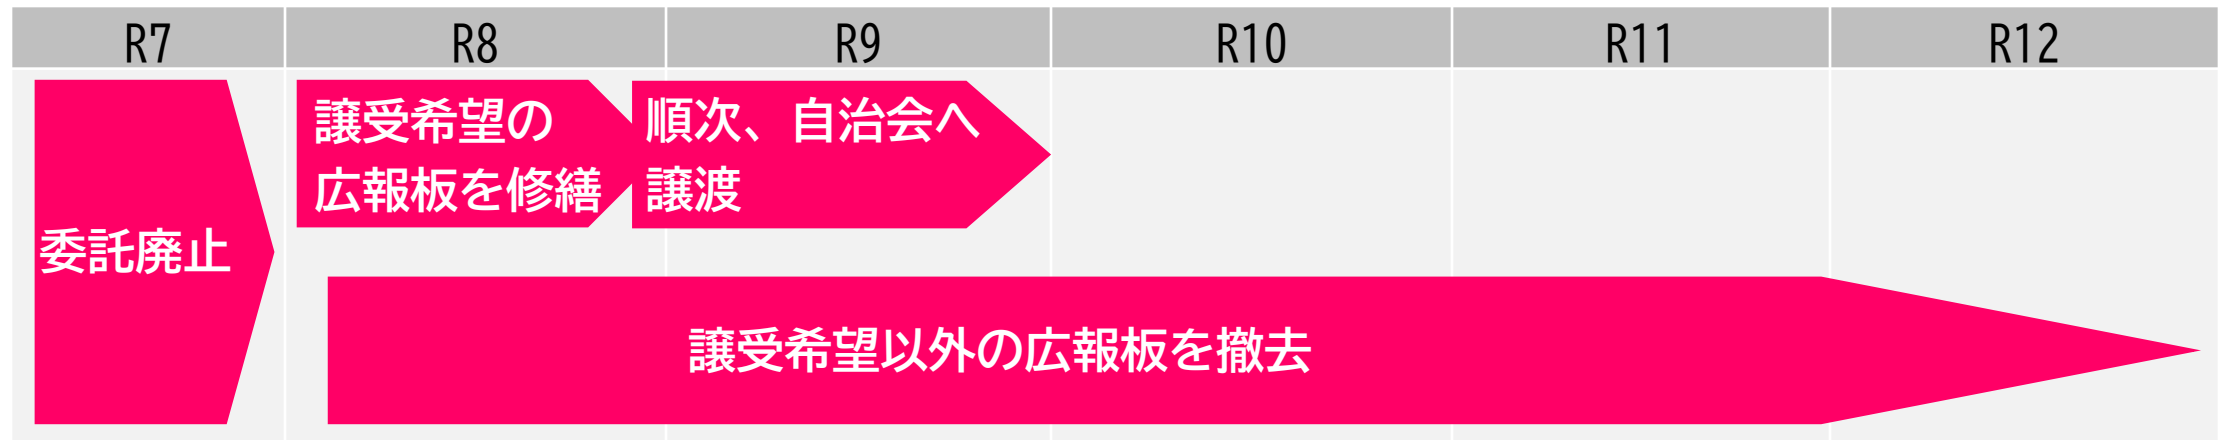 R7 R8 R9 R10 R11 R12
委託廃止
譲受希望の
広報板を修繕
順次、自治会へ
譲渡
譲受希望以外の広報板を撤去